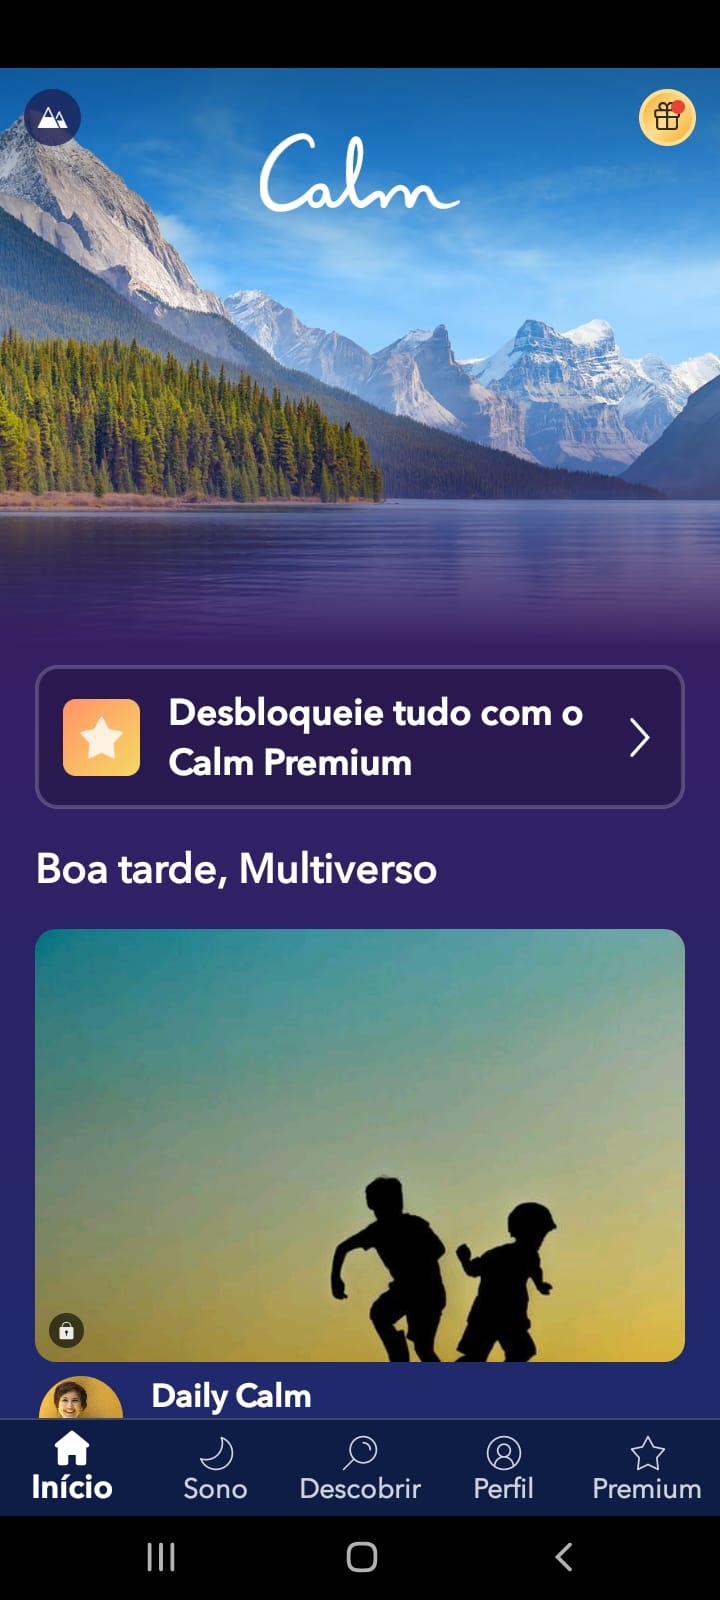 Calm
Desbloqueie tudo com o
Calm Premium
Boa tarde, Multiverso
Daily Calm
Início
Sono
Descobrir
Perfil
Premium